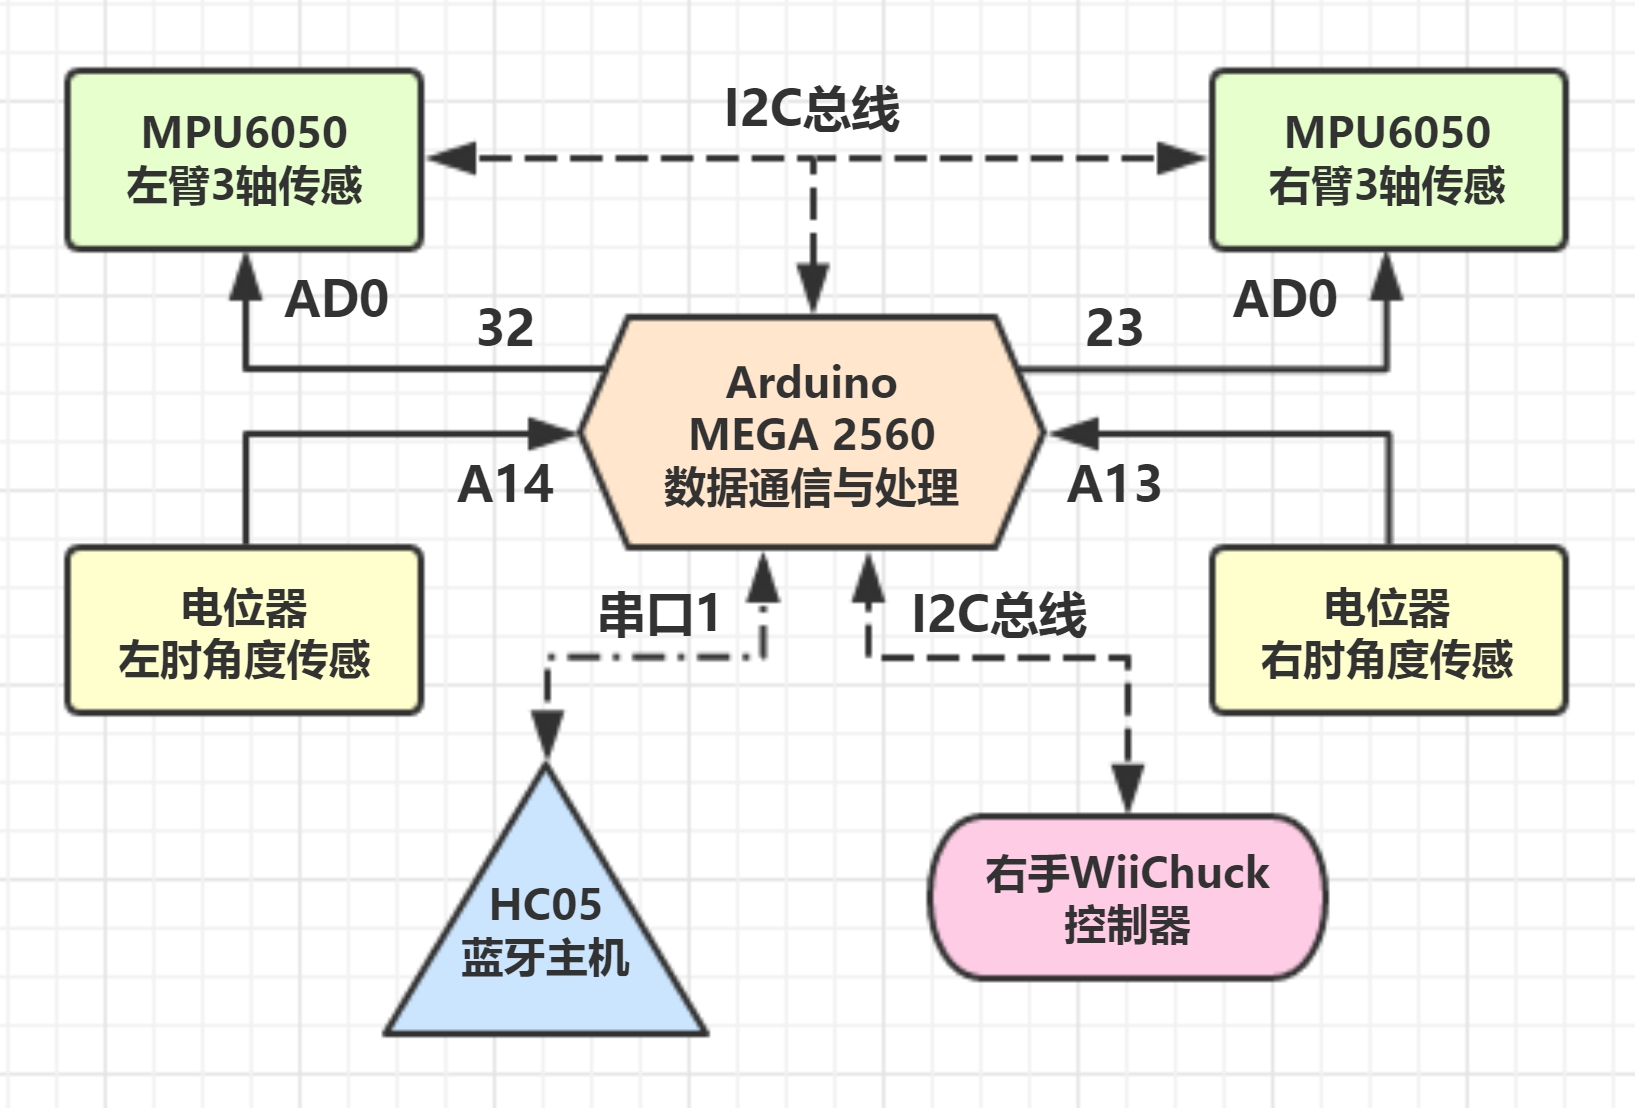 I2C总线
MPU6050
左臂3轴传感
MPU6050
右臂3轴传感
AD0
32
23
AD0
Arduino
MEGA 2560
数据通信与处理
A14
A13
电位器
左肘角度传感
串口1
I2C总线
电位器
右肘角度传感
HC05
蓝牙主机
右手WiiChuck
控制器